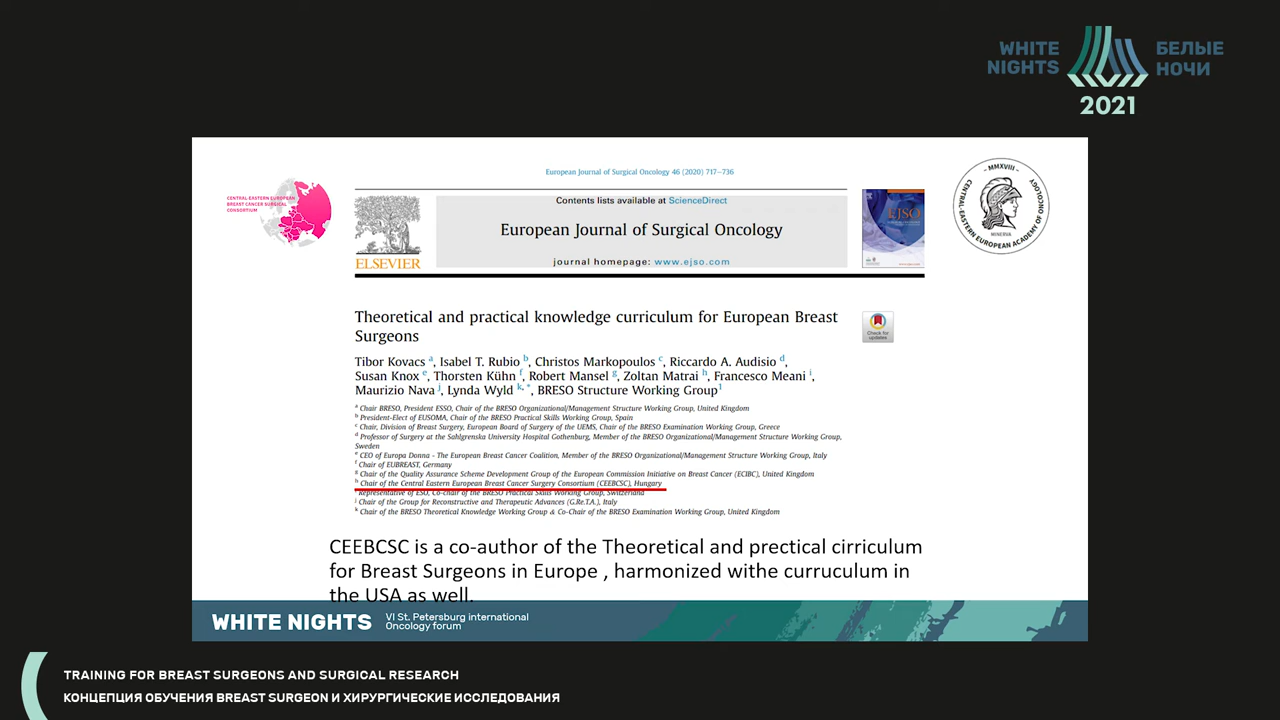 WHITE NIGHTS
БЕЛЫЕ НОЧИ
2021
European Journal of Surgical Oncology 46 (2020) 717–736
CENTRAL EASTERN EUROPEAN
BREAST CANCER SURGICAL
CONSORTIUM
Contents lists available at ScienceDirect
European Journal of Surgical Oncology
journal homepage: www.ejso.com
ELSEVIER
EJSO
MMXVIII
CENTRAL EASTERN EUROPEAN ACADEMY OF ONCOLOGY
MINERVA
Theoretical and practical knowledge curriculum for European Breast
Surgeons
Check for
updates
Tibor Kovacs a, Isabel T. Rubio b, Christos Markopoulos c, Riccardo A. Audisio d,
Susan Knox e, Thorsten Kühn f, Robert Mansel g, Zoltan Matrai h, Francesco Meani i,
Maurizio Nava j, Lynda Wyld k, *, BRESO Structure Working Group1
a Chair BRESO, President ESSO, Chair of the BRESO Organizational/Management Structure Working Group, United Kingdom
b President-Elect of EUSOMA, Chair of the BRESO Practical Skills Working Group, Spain
c Chair, Division of Breast Surgery, European Board of Surgery of the UEMS, Chair of the BRESO Examination Working Group, Greece
d Professor of Surgery at the Sahlgrenska University Hospital Gothenburg, Member of the BRESO Organizational/Management Structure Working Group,
Sweden
e CEO of Europa Donna - The European Breast Cancer Coalition, Member of the BRESO Organizational/Management Structure Working Group, Italy
f Chair of EUBREAST, Germany
g Chair of the Quality Assurance Scheme Development Group of the European Commission Initiative on Breast Cancer (ECIBC), United Kingdom
h Chair of the Central Eastern European Breast Cancer Surgery Consortium (CEEBCSC), Hungary
i Representative of ESO, Co-chair of the BRESO Practical Skills Working Group, Switzerland
j Chair of the Group for Reconstructive and Therapeutic Advances (G.Re.T.A.), Italy
k Chair of the BRESO Theoretical Knowledge Working Group & Co-Chair of the BRESO Examination Working Group, United Kingdom
CEEBCSC is a co-author of the Theoretical and prectical cirriculum
for Breast Surgeons in Europe , harmonized withe curruculum in
the USA as well.
WHITE NIGHTS
VI St. Petersburg international
Oncology forum
TRAINING FOR BREAST SURGEONS AND SURGICAL RESEARCH
КОНЦЕПЦИЯ ОБУЧЕНИЯ BREAST SURGEON И ХИРУРГИЧЕСКИЕ ИССЛЕДОВАНИЯ